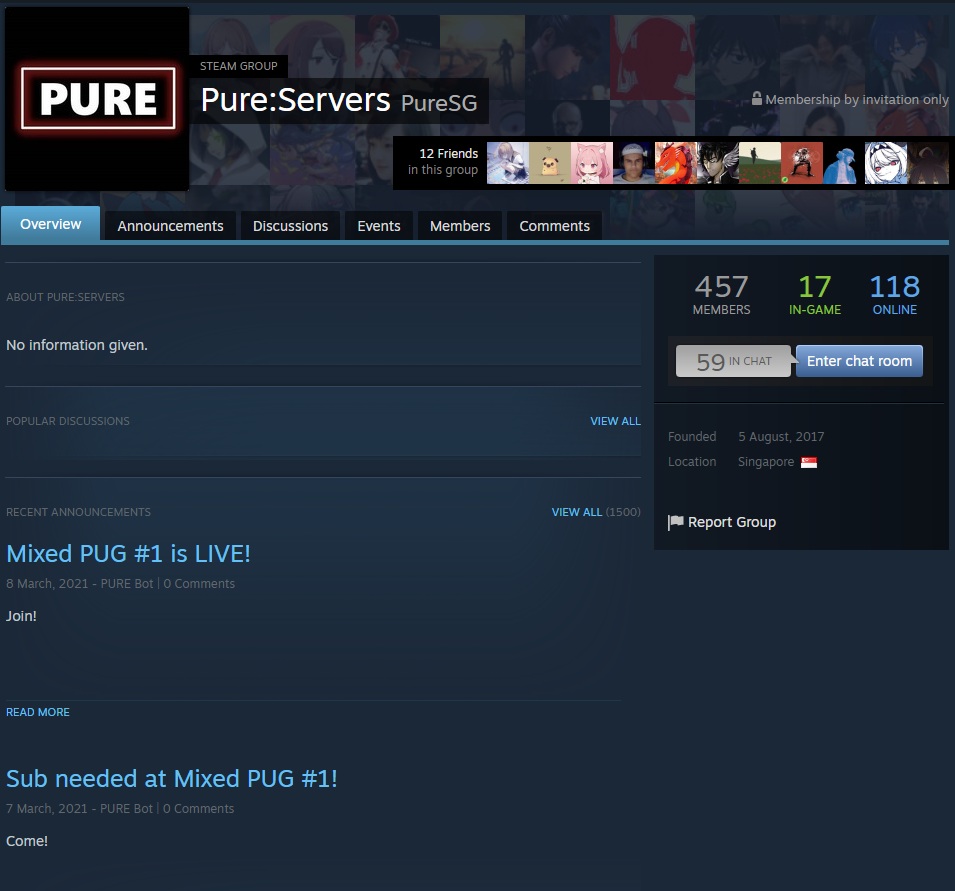 PURE
STEAM GROUP
Pure:Servers PureSG
Membership by invitation only
12 Friends
in this group
Overview
Announcements
Discussions
Events
Members
Comments
ABOUT PURE:SERVERS
No information given.
POPULAR DISCUSSIONS
VIEW ALL
RECENT ANNOUNCEMENTS
VIEW ALL (1500)
Mixed PUG #1 is LIVE!
8 March, 2021 - PURE Bot | 0 Comments
Join!
READ MORE
Sub needed at Mixed PUG #1!
7 March, 2021 - PURE Bot | 0 Comments
Come!
457
MEMBERS
17
IN-GAME
118
ONLINE
59 IN CHAT
Enter chat room
Founded 5 August, 2017
Location Singapore
Report Group